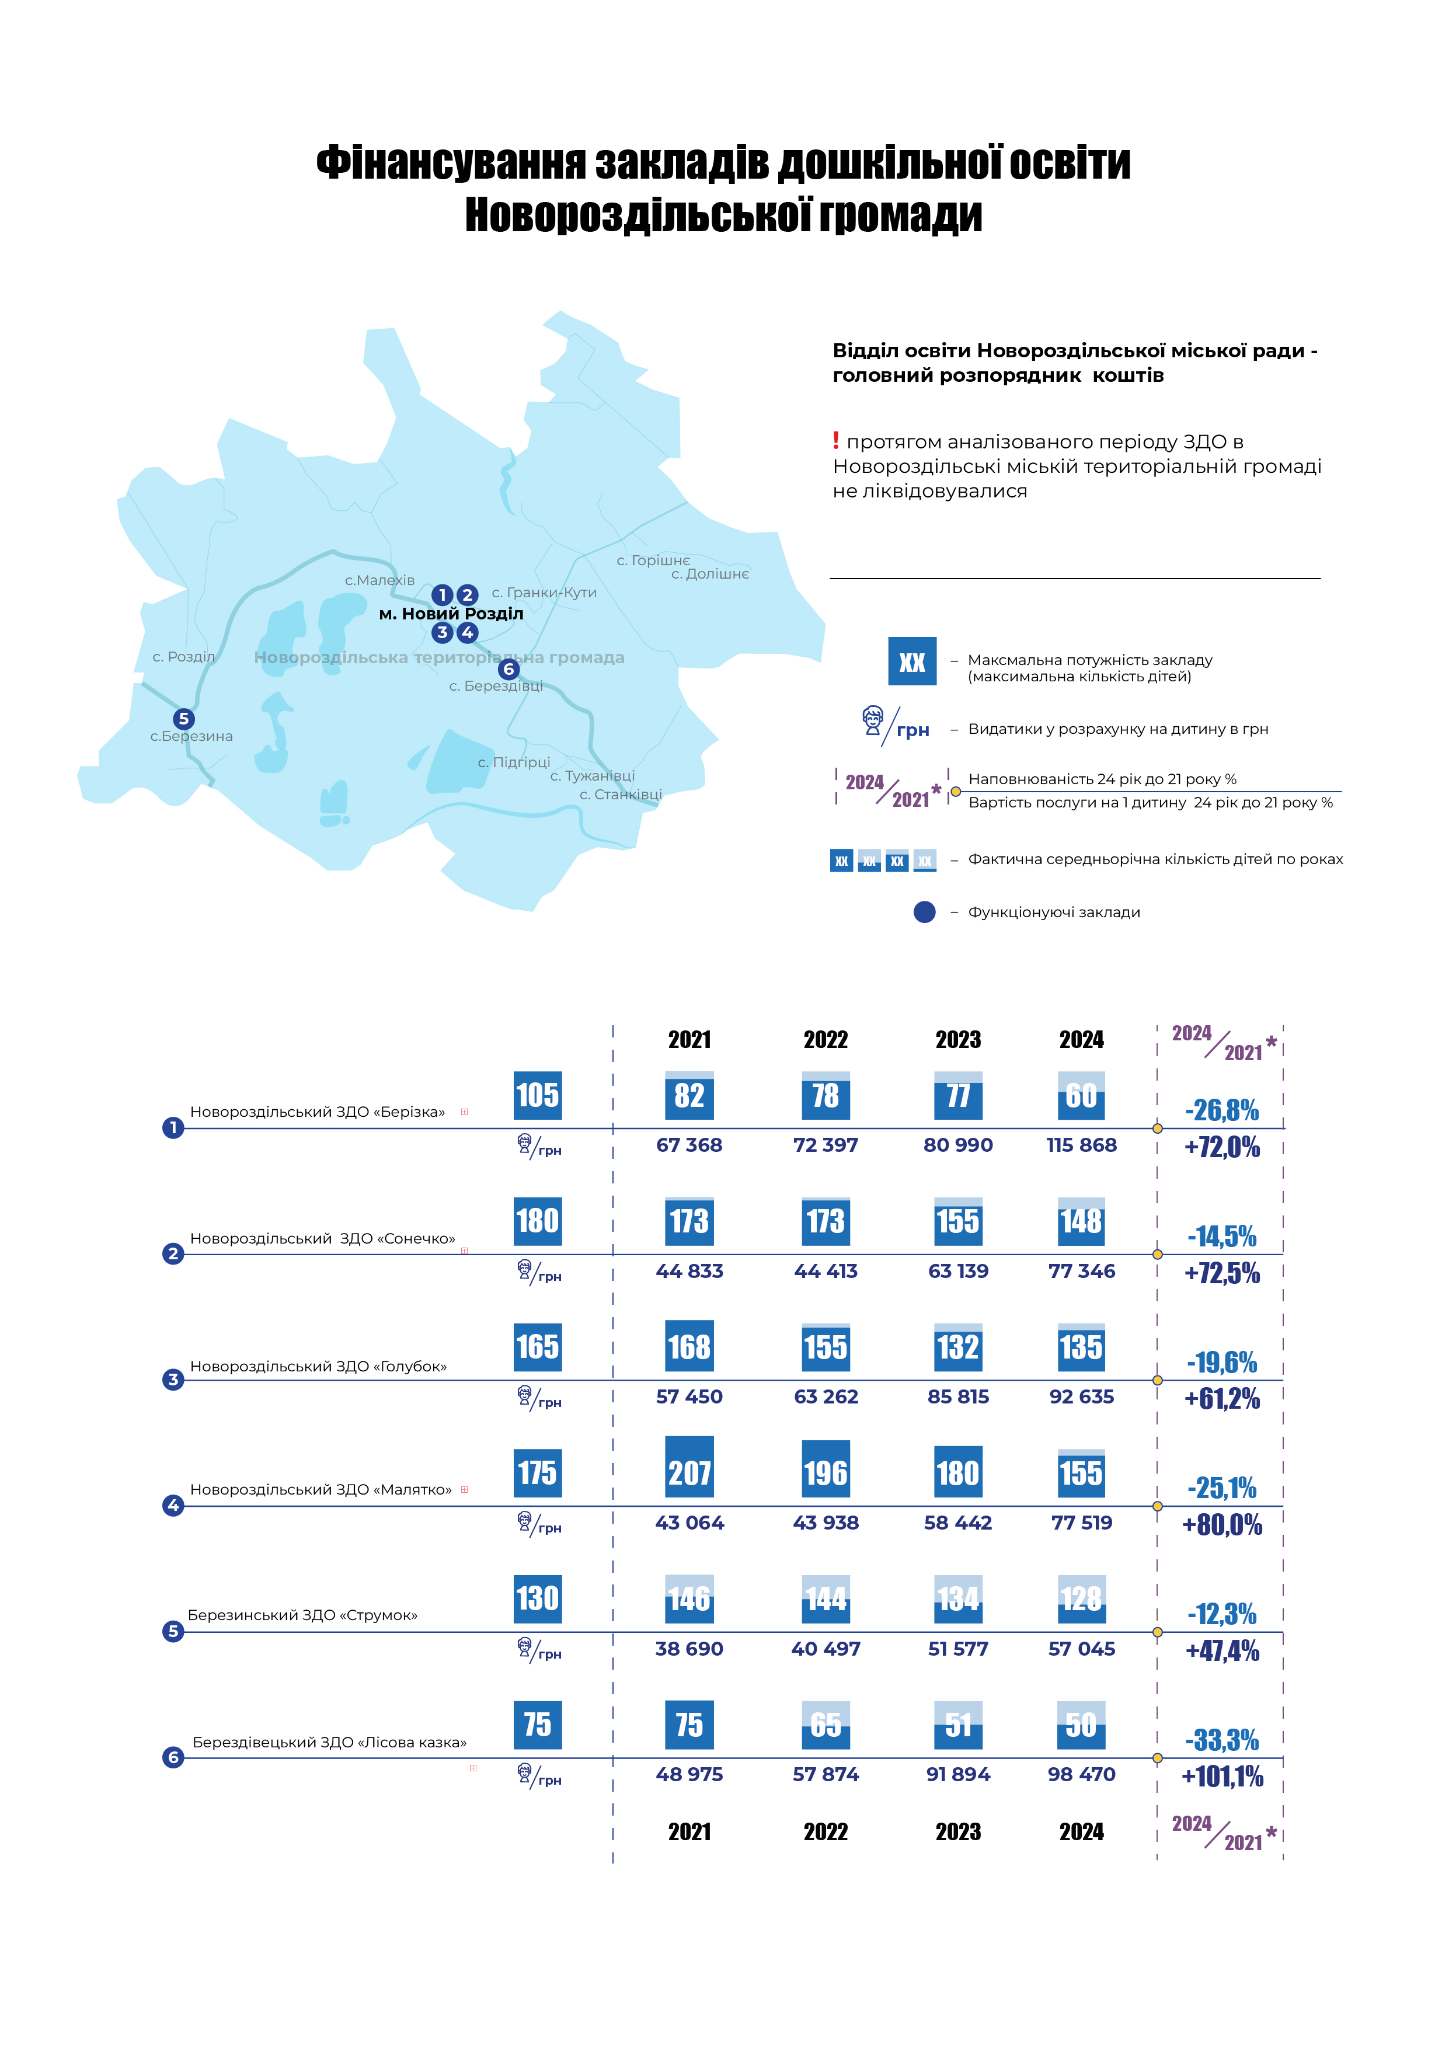 Фінансування закладів дошкільної освіти
Новороздільської громади
Відділ освіти Новороздільської міської ради -
головний розпорядник коштів
! протягом аналізованого періоду ЗДО в
Новороздільські міській територіальній громаді
не ліквідовувалися
с. Горішнє
с. Долішнє
с.Малехів
1 2
с. Гранки-Кути
м. Новий Розділ
3 4
с. Розділ
Новороздільська територіальна громада
6
с. Берездівці
5
с.Березина
с. Підгірці
с. Тужанівці
с. Станківці
XX – Максмальна потужність закладу
(максимальна кількість дітей)
/грн – Видатки у розрахунку на дитину в грн
2024/2021* Наповнюваність 24 рік до 21 року %
Вартість послуги на 1 дитину 24 рік до 21 року %
XX XX XX XX – Фактична середньорічна кількість дітей по роках
– Функціонуючі заклади
2021 2022 2023 2024 2024/2021*
1 Новороздільський ЗДО «Берізка» 105 82 78 77 60 -26,8%
/грн 67 368 72 397 80 990 115 868 +72,0%
2 Новороздільський ЗДО «Сонечко» 180 173 173 155 148 -14,5%
/грн 44 833 44 413 63 139 77 346 +72,5%
3 Новороздільський ЗДО «Голубок» 165 168 155 132 135 -19,6%
/грн 57 450 63 262 85 815 92 635 +61,2%
4 Новороздільський ЗДО «Малятко» 175 207 196 180 155 -25,1%
/грн 43 064 43 938 58 442 77 519 +80,0%
5 Березинський ЗДО «Струмок» 130 146 144 134 128 -12,3%
/грн 38 690 40 497 51 577 57 045 +47,4%
6 Берездівецький ЗДО «Лісова казка» 75 75 65 51 50 -33,3%
/грн 48 975 57 874 91 894 98 470 +101,1%
2021 2022 2023 2024 2024/2021*